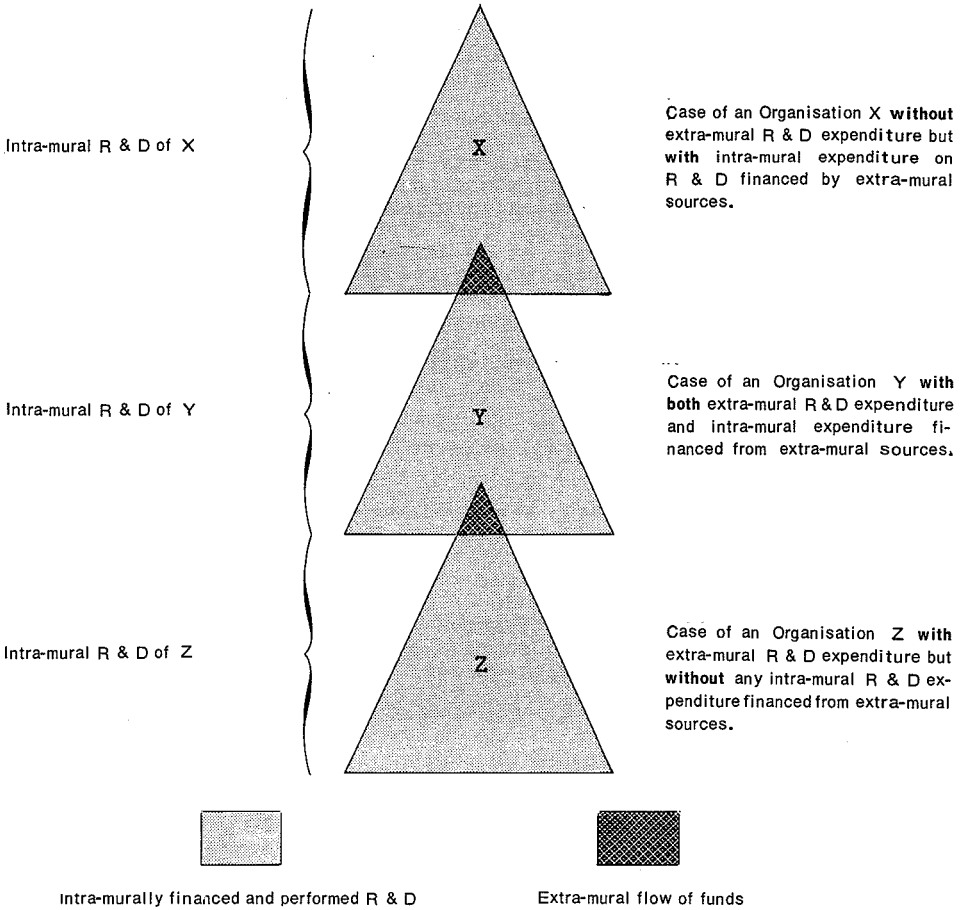 Intra-mural R & D of X
X
Case of an Organisation X without
extra-mural R & D expenditure but
with intra-mural expenditure on
R & D financed by extra-mural
sources.
Intra-mural R & D of Y
Y
Case of an Organisation Y with
both extra-mural R & D expenditure
and intra-mural expenditure fi-
nanced from extra-mural sources.
Intra-mural R & D of Z
Z
Case of an Organisation Z with
extra-mural R & D expenditure but
without any intra-mural R & D ex-
penditure financed from extra-mural
sources.
Intra-murally financed and performed R & D
Extra-mural flow of funds